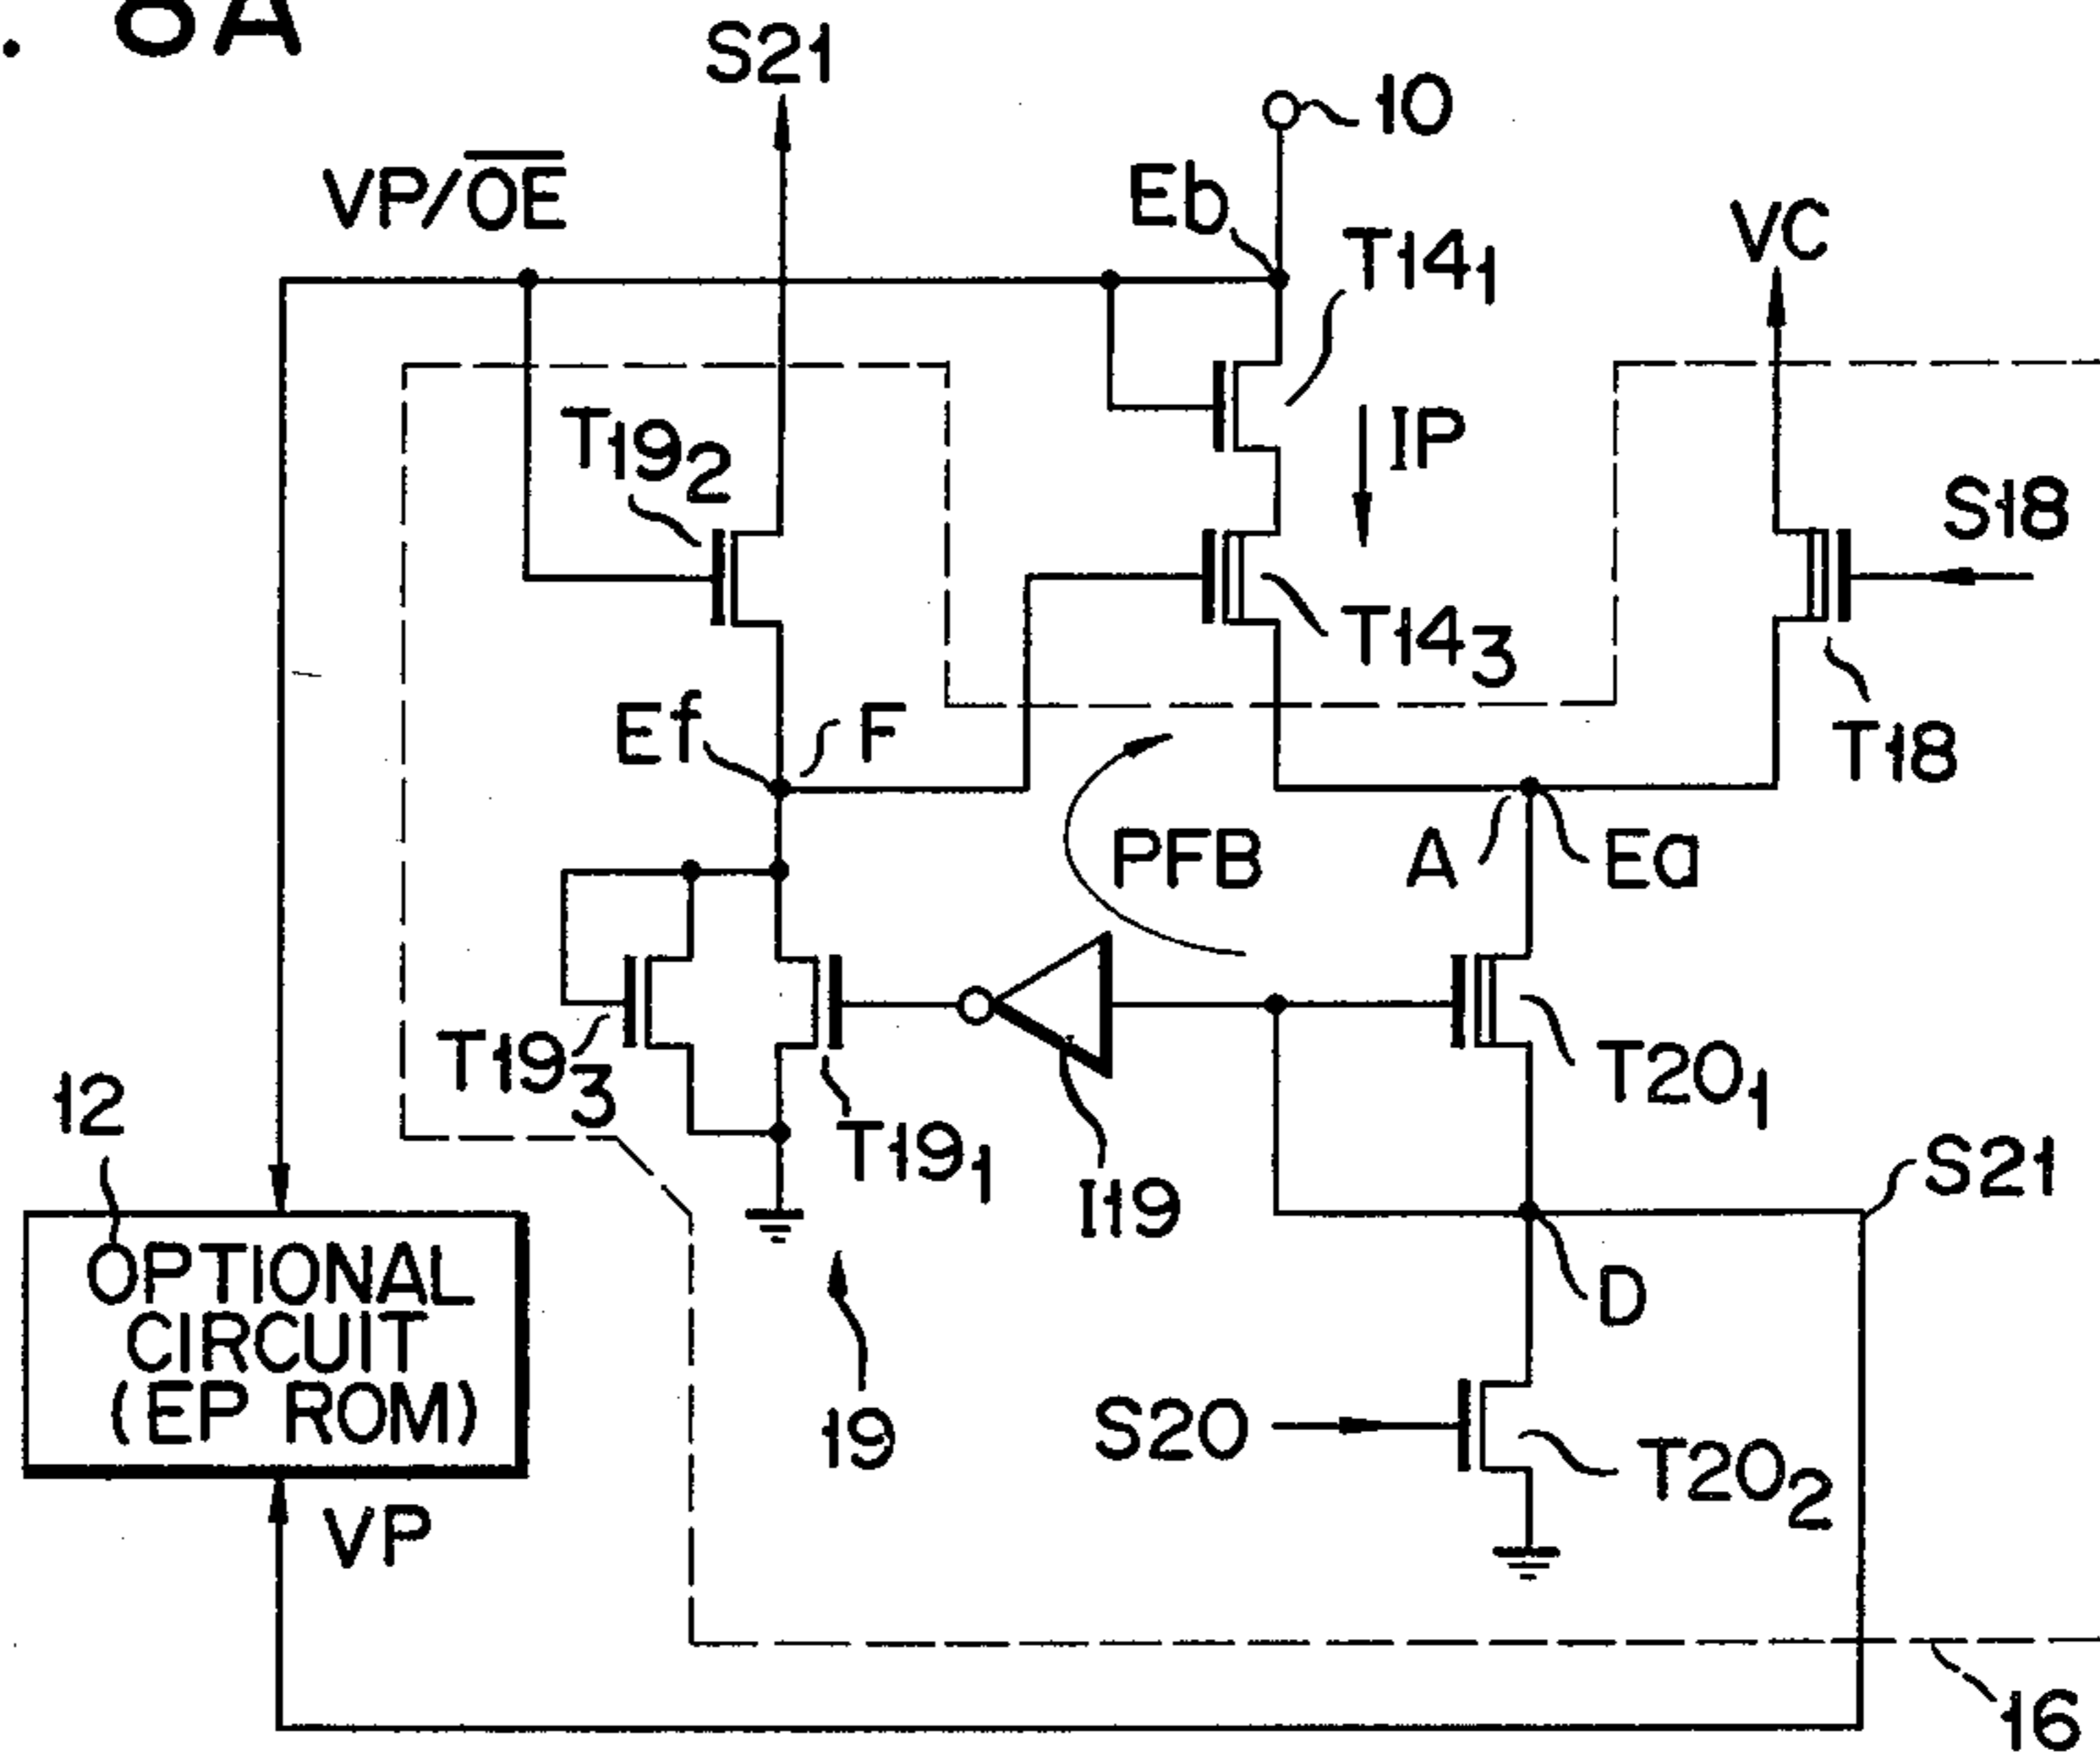 . 8A
S21
10
VP/OE
Eb
T14₁
VC
T19₂
IP
S18
T14₃
Ef
F
T18
PFB
A
Ea
T19₃
T20₁
12
T19₁
I19
S21
OPTIONAL
CIRCUIT
(EP ROM)
D
19
S20
T20₂
VP
16